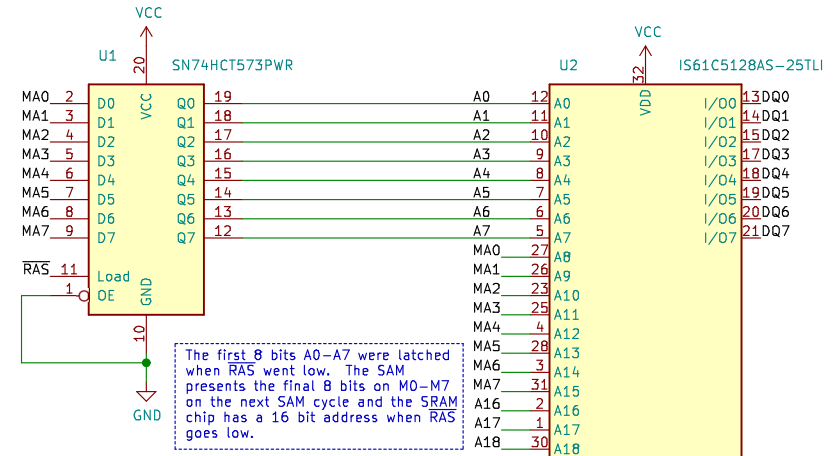 VCC
VCC
U1
SN74HCT573PWR
U2
IS61C5128AS-25TLI
20
32
MA0 2 D0 VCC Q0 19 A0 12 A0 VDD I/O0 13 DQ0
MA1 3 D1 Q1 18 A1 11 A1 I/O1 14 DQ1
MA2 4 D2 Q2 17 A2 10 A2 I/O2 15 DQ2
MA3 5 D3 Q3 16 A3 9 A3 I/O3 17 DQ3
MA4 6 D4 Q4 15 A4 8 A4 I/O4 18 DQ4
MA5 7 D5 Q5 14 A5 7 A5 I/O5 19 DQ5
MA6 8 D6 Q6 13 A6 6 A6 I/O6 20 DQ6
MA7 9 D7 Q7 12 A7 5 A7 I/O7 21 DQ7
MA0 27 A8
RAS 11 Load
MA1 26 A9
1 OE GND
MA2 23 A10
MA3 25 A11
10
MA4 4 A12
MA5 28 A13
MA6 3 A14
MA7 31 A15
A16 2 A16
A17 1 A17
A18 30 A18
GND
The first 8 bits A0-A7 were latched
when RAS went low. The SAM
presents the final 8 bits on M0-M7
on the next SAM cycle and the SRAM
chip has a 16 bit address when RAS
goes low.